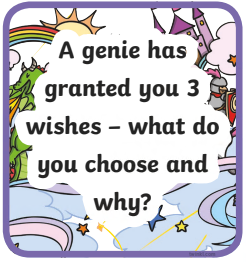 A genie has
granted you 3
wishes – what do
you choose and
why?